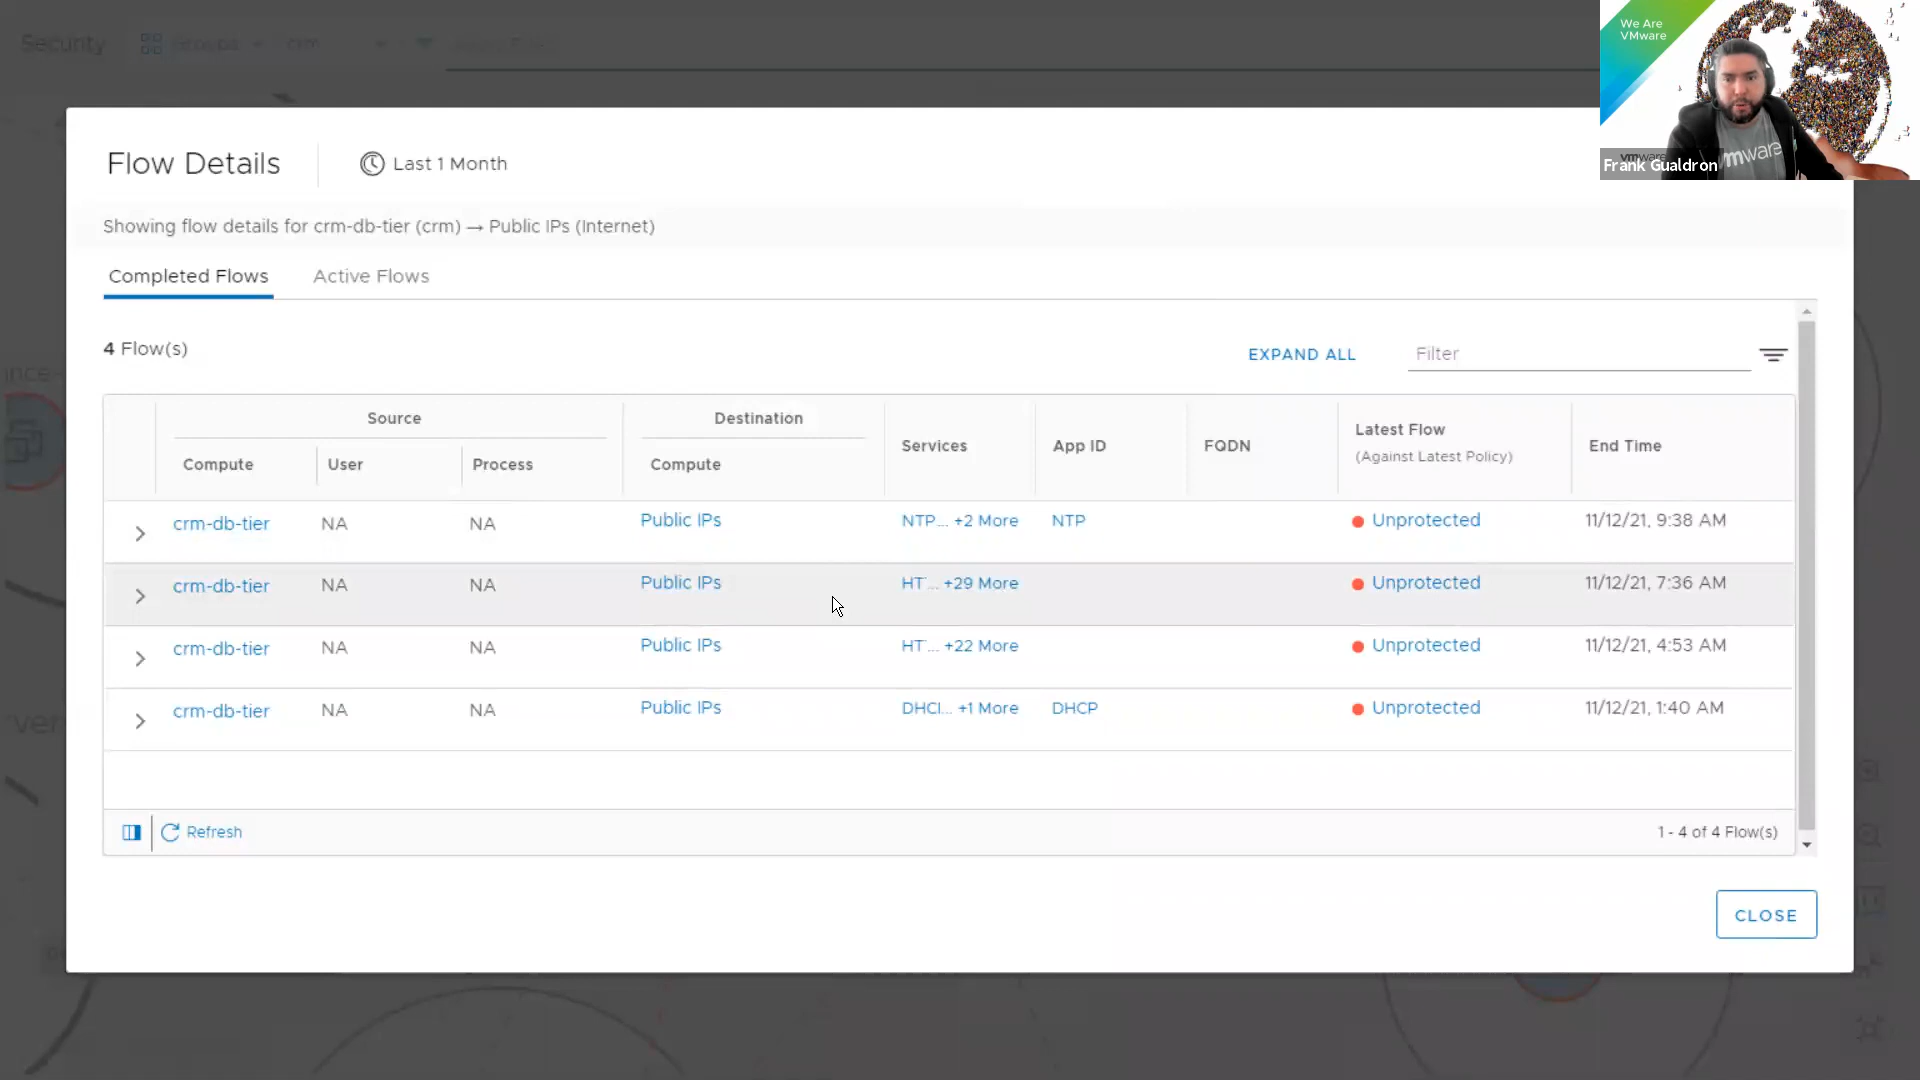 Security
Groups
crm
We Are
VMware
vmware
mware
Frank Gualdron
Flow Details
Last 1 Month
Showing flow details for crm-db-tier (crm) → Public IPs (Internet)
Completed Flows
Active Flows
4 Flow(s)
EXPAND ALL
Filter
Source
Destination
Services
App ID
FQDN
Latest Flow
(Against Latest Policy)
End Time
Compute
User
Process
Compute
crm-db-tier NA NA Public IPs NTP... +2 More NTP Unprotected 11/12/21, 9:38 AM
crm-db-tier NA NA Public IPs HT... +29 More Unprotected 11/12/21, 7:36 AM
crm-db-tier NA NA Public IPs HT... +22 More Unprotected 11/12/21, 4:53 AM
crm-db-tier NA NA Public IPs DHCI... +1 More DHCP Unprotected 11/12/21, 1:40 AM
Refresh
1 - 4 of 4 Flow(s)
CLOSE